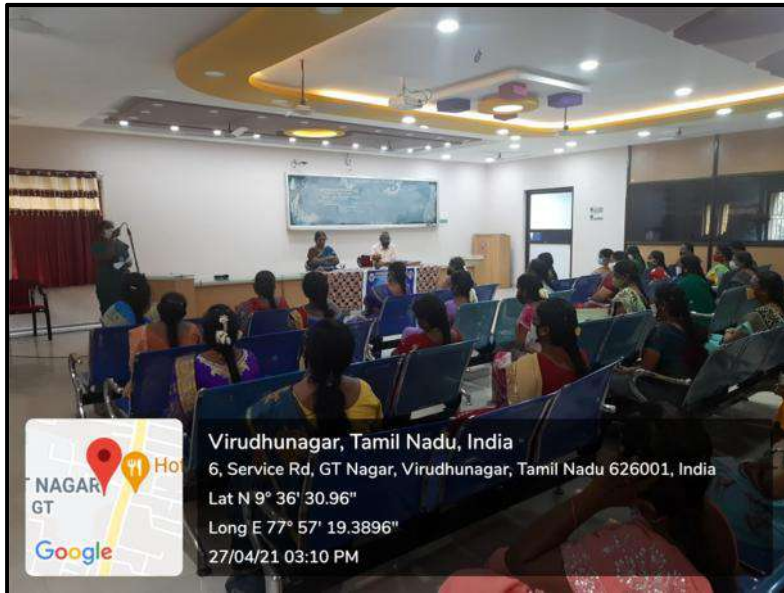 Virudhunagar, Tamil Nadu, India
6, Service Rd, GT Nagar, Virudhunagar, Tamil Nadu 626001, India
Lat N 9° 36' 30.96"
Long E 77° 57' 19.3896"
27/04/21 03:10 PM
Hot
NAGAR
GT
Google